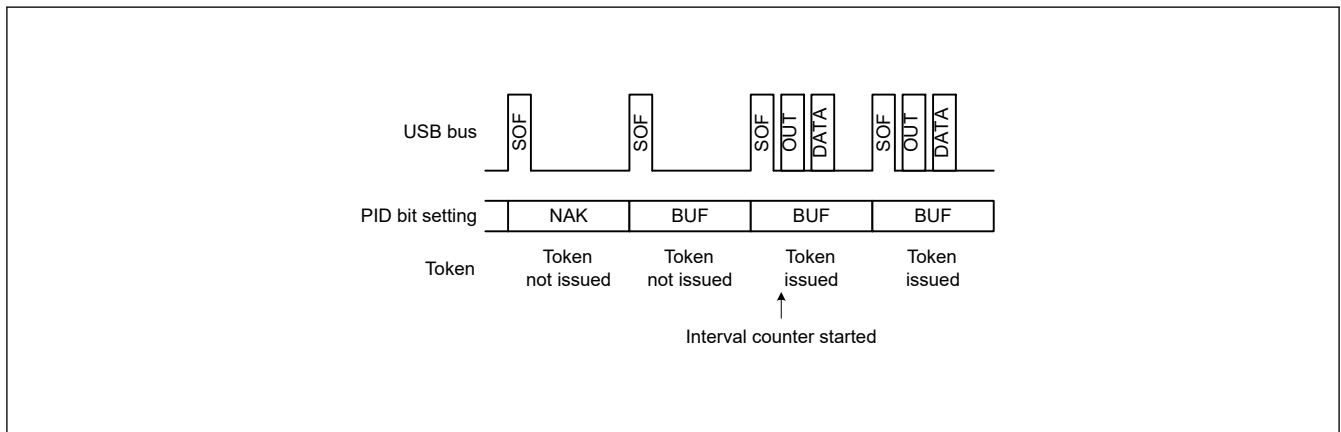 USB bus
SOF
SOF
SOF
OUT
DATA
SOF
OUT
DATA
PID bit setting
NAK
BUF
BUF
BUF
Token
Token
not issued
Token
not issued
Token
issued
Token
issued
Interval counter started